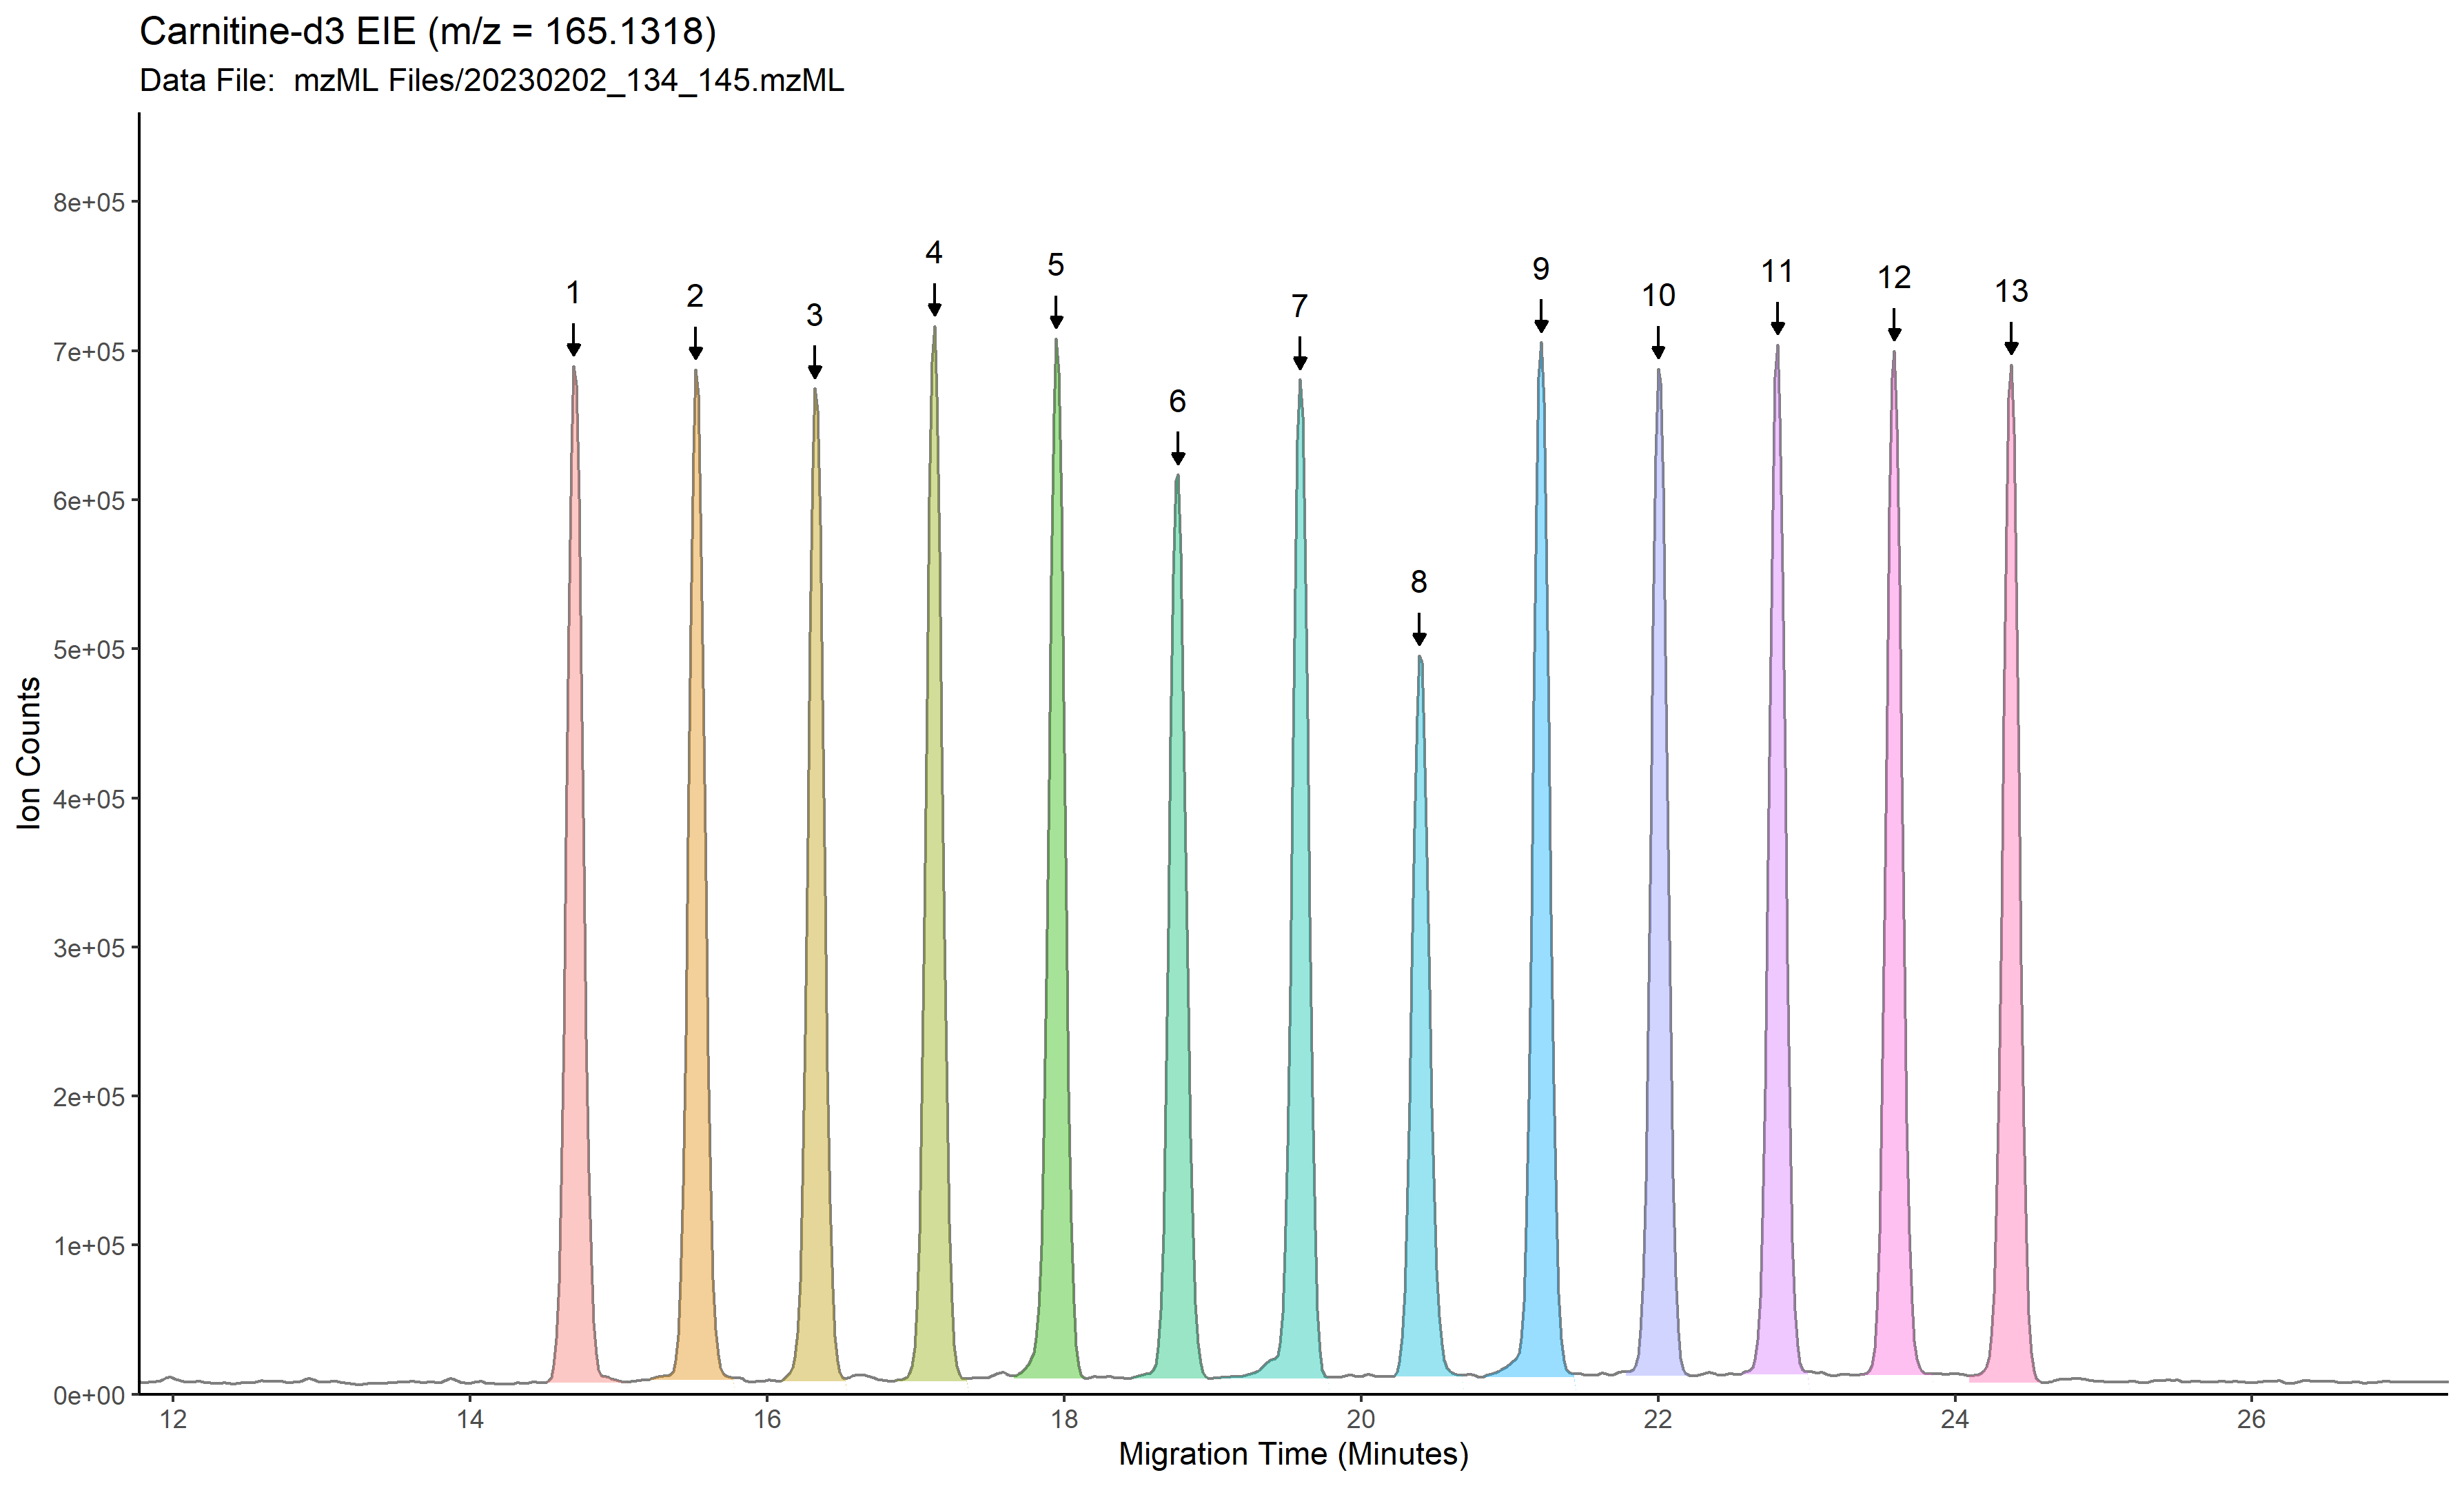 Carnitine-d3 EIE (m/z = 165.1318)
Data File:  mzML Files/20230202_134_145.mzML
8e+05
7e+05
6e+05
5e+05
4e+05
3e+05
2e+05
1e+05
0e+00
Ion Counts
1
2
3
4
5
6
7
8
9
10
11
12
13
12
14
16
18
20
22
24
26
Migration Time (Minutes)